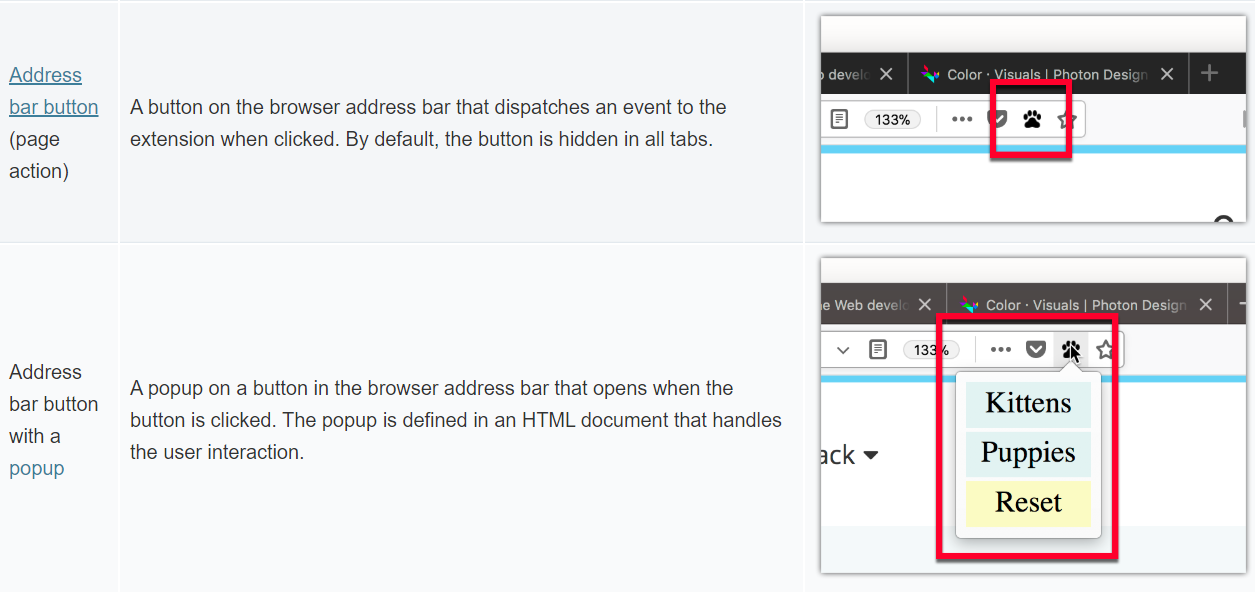 Address
bar button
(page
action)
A button on the browser address bar that dispatches an event to the
extension when clicked. By default, the button is hidden in all tabs.
Color · Visuals | Photon Design
133%
Address
bar button
with a
popup
A popup on a button in the browser address bar that opens when the
button is clicked. The popup is defined in an HTML document that handles
the user interaction.
e Web develo
Color · Visuals | Photon Design
133%
Kittens
Puppies
Reset
ack